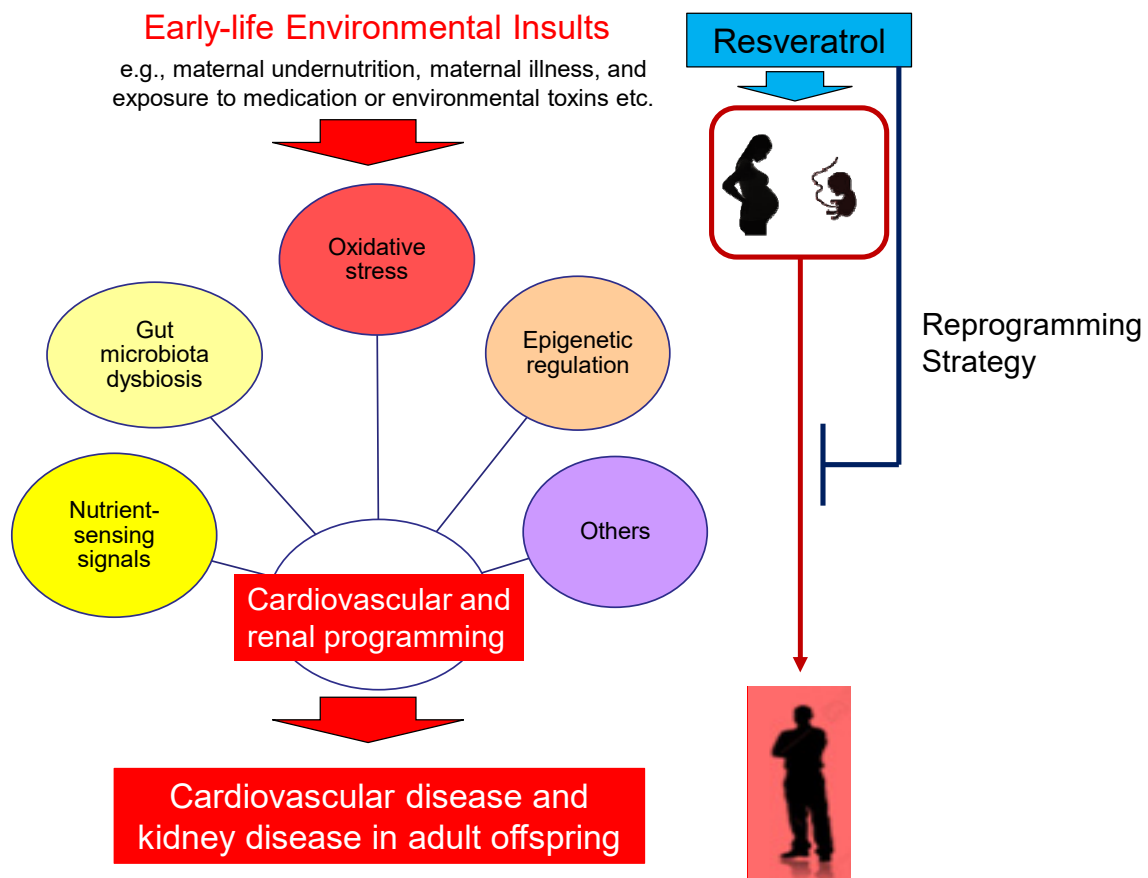 Early-life Environmental Insults
e.g., maternal undernutrition, maternal illness, and
exposure to medication or environmental toxins etc.
Oxidative
stress
Gut
microbiota
dysbiosis
Epigenetic
regulation
Nutrient-
sensing
signals
Others
Cardiovascular and
renal programming
Cardiovascular disease and
kidney disease in adult offspring
Resveratrol
Reprogramming
Strategy